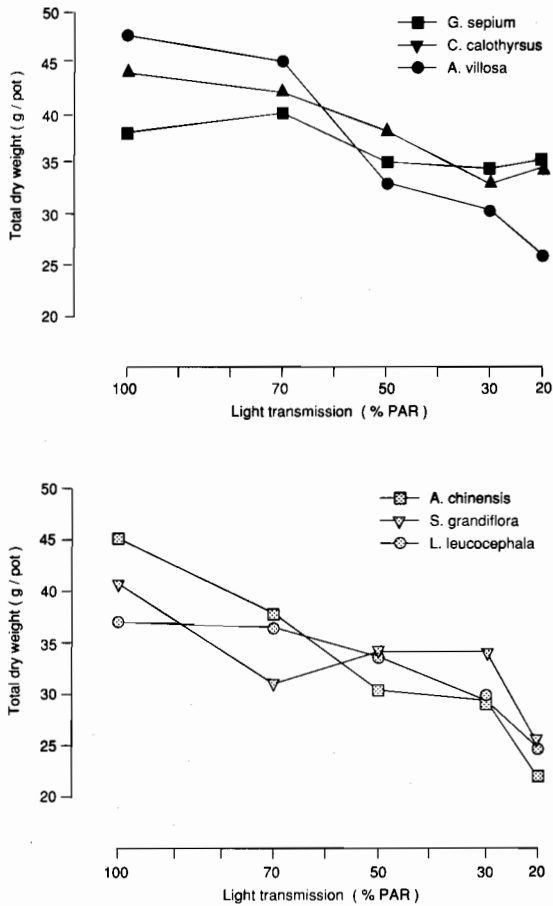 50
45
40
35
30
25
20
Total dry weight ( g / pot )
G. sepium
C. calothyrsus
A. villosa
100 70 50 30 20
Light transmission ( % PAR )
50
45
40
35
30
25
20
Total dry weight ( g / pot )
A. chinensis
S. grandiflora
L. leucocephala
100 70 50 30 20
Light transmission ( % PAR )